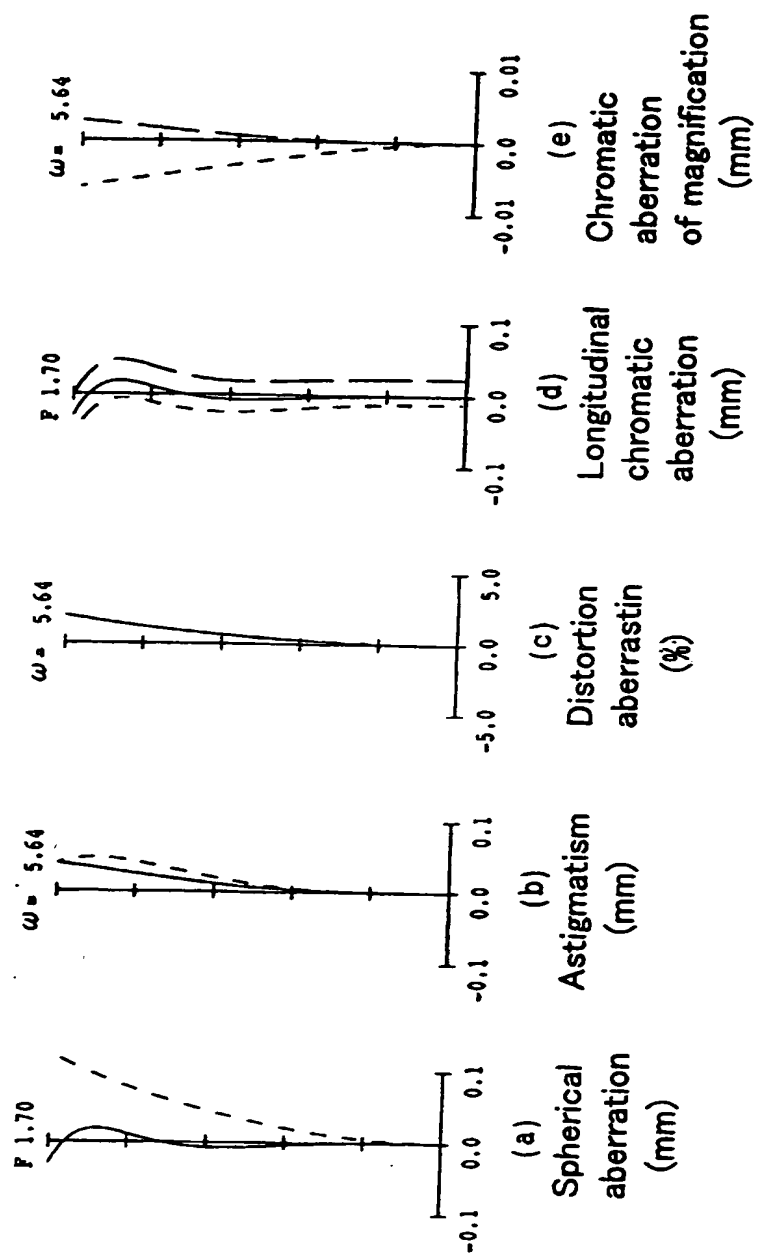 F 1.70
-0.1 0.0 0.1
(a)
Spherical
aberration
(mm)
ω= 5.64
-0.1 0.0 0.1
(b)
Astigmatism
(mm)
ω= 5.64
-5.0 0.0 5.0
(c)
Distortion
aberrastin
(%)
F 1.70
-0.1 0.0 0.1
(d)
Longitudinal
chromatic
aberration
(mm)
ω= 5.64
-0.01 0.0 0.01
(e)
Chromatic
aberration
of magnification
(mm)